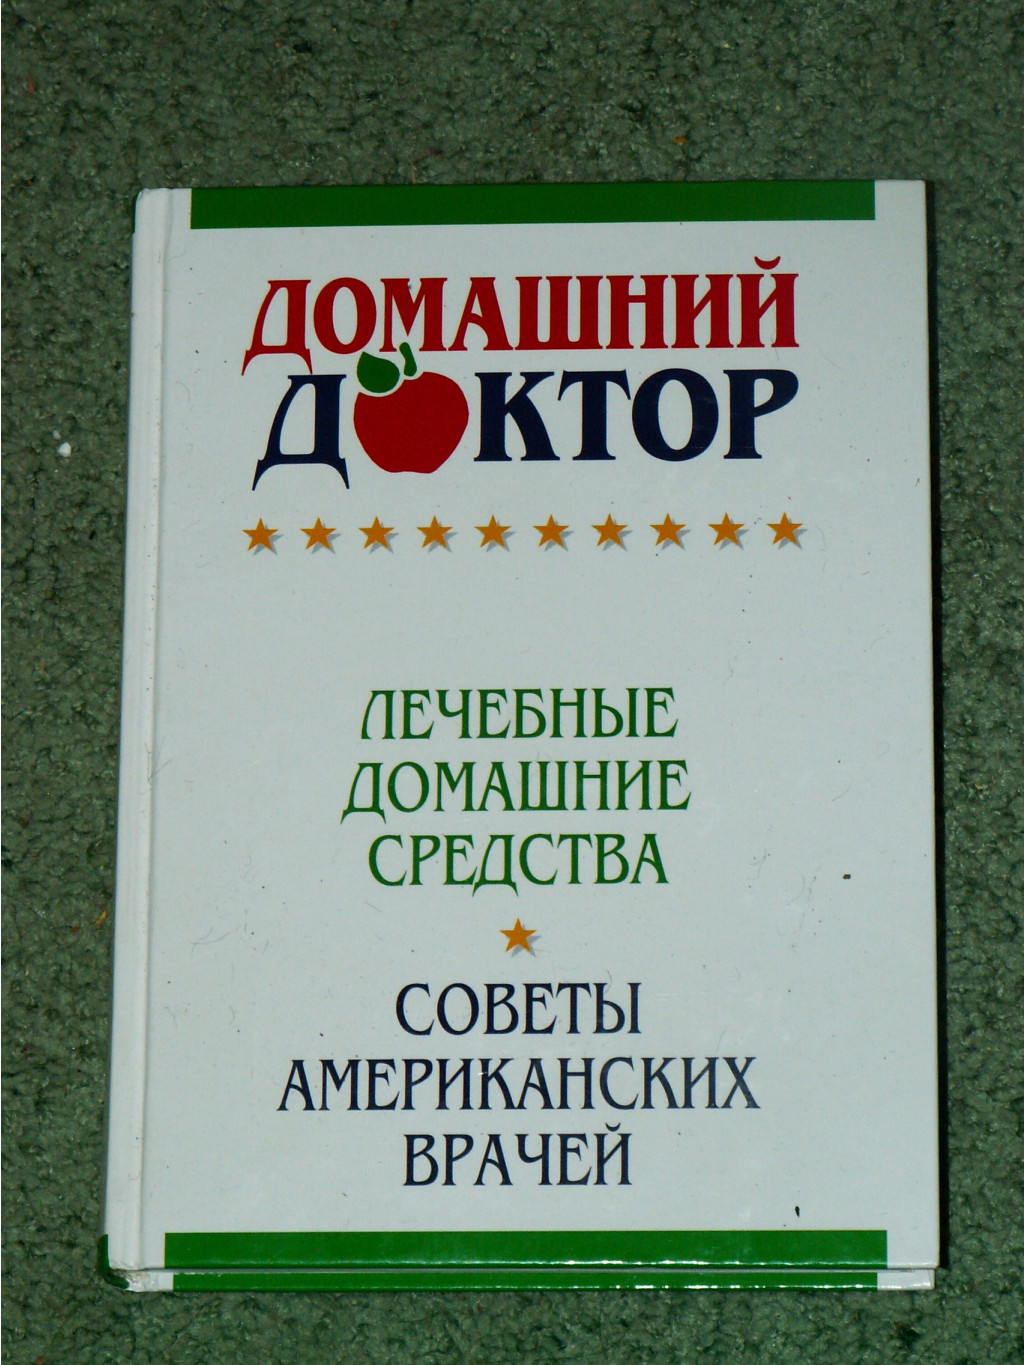 ДОМАШНИЙ
ДОКТОР
ЛЕЧЕБНЫЕ
ДОМАШНИЕ
СРЕДСТВА
СОВЕТЫ
АМЕРИКАНСКИХ
ВРАЧЕЙ